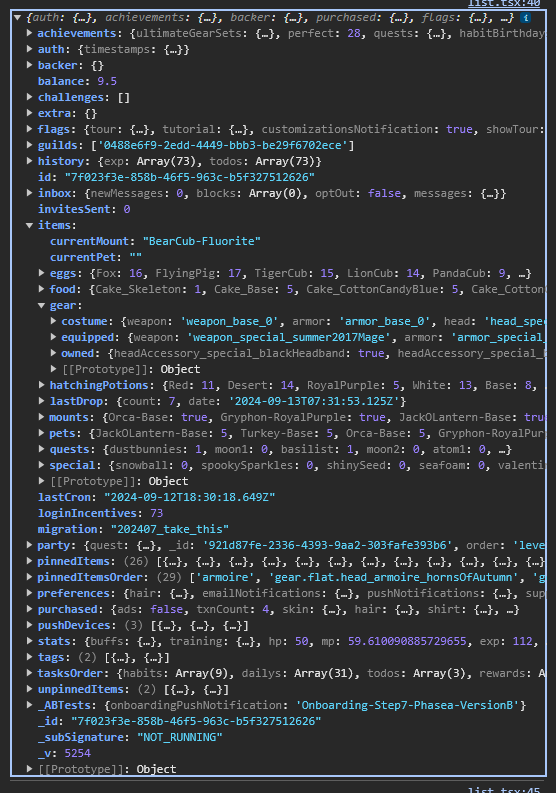 list.tsx:40
{auth: {…}, achievements: {…}, backer: {…}, purchased: {…}, flags: {…}, …}
achievements: {ultimateGearSets: {…}, perfect: 28, quests: {…}, habitBirthday
auth: {timestamps: {…}}
backer: {}
balance: 9.5
challenges: []
extra: {}
flags: {tour: {…}, tutorial: {…}, customizationsNotification: true, showTour:
guilds: ['0488e6f9-2edd-4449-bbb3-be29f6702ece']
history: {exp: Array(73), todos: Array(73)}
id: "7f023f3e-858b-46f5-963c-b5f327512626"
inbox: {newMessages: 0, blocks: Array(0), optOut: false, messages: {…}}
invitesSent: 0
items:
currentMount: "BearCub-Fluorite"
currentPet: ""
eggs: {Fox: 16, FlyingPig: 17, TigerCub: 15, LionCub: 14, PandaCub: 9, …}
food: {Cake_Skeleton: 1, Cake_Base: 5, Cake_CottonCandyBlue: 5, Cake_Cotton
gear:
costume: {weapon: 'weapon_base_0', armor: 'armor_base_0', head: 'head_spec
equipped: {weapon: 'weapon_special_summer2017Mage', armor: 'armor_special_
owned: {headAccessory_special_blackHeadband: true, headAccessory_special_
[[Prototype]]: Object
hatchingPotions: {Red: 11, Desert: 14, RoyalPurple: 5, White: 13, Base: 8,
lastDrop: {count: 7, date: '2024-09-13T07:31:53.125Z'}
mounts: {Orca-Base: true, Gryphon-RoyalPurple: true, JackOLantern-Base: true
pets: {JackOLantern-Base: 5, Turkey-Base: 5, Orca-Base: 5, Gryphon-RoyalPurp
quests: {dustbunnies: 1, moon1: 0, basilist: 1, moon2: 0, atom1: 0, …}
special: {snowball: 0, spookySparkles: 0, shinySeed: 0, seafoam: 0, valenti
[[Prototype]]: Object
lastCron: "2024-09-12T18:30:18.649Z"
loginIncentives: 73
migration: "202407_take_this"
party: {quest: {…}, _id: '921d87fe-2336-4393-9aa2-303fafe393b6', order: 'leve
pinnedItems: (26) [{…}, {…}, {…}, {…}, {…}, {…}, {…}, {…}, {…}, {…}, {…}
pinnedItemsOrder: (29) ['armoire', 'gear.flat.head_armoire_hornsOfAutumn', 'g
preferences: {hair: {…}, emailNotifications: {…}, pushNotifications: {…}, sup
purchased: {ads: false, txnCount: 4, skin: {…}, hair: {…}, shirt: {…}, …}
pushDevices: (3) [{…}, {…}, {…}]
stats: {buffs: {…}, training: {…}, hp: 50, mp: 59.610090885729655, exp: 112,
tags: (2) [{…}, {…}]
tasksOrder: {habits: Array(9), dailys: Array(31), todos: Array(3), rewards: A
unpinnedItems: (2) [{…}, {…}]
_ABTests: {onboardingPushNotification: 'Onboarding-Step7-Phasea-VersionB'}
_id: "7f023f3e-858b-46f5-963c-b5f327512626"
_subSignature: "NOT_RUNNING"
_v: 5254
[[Prototype]]: Object
list.tsx:45